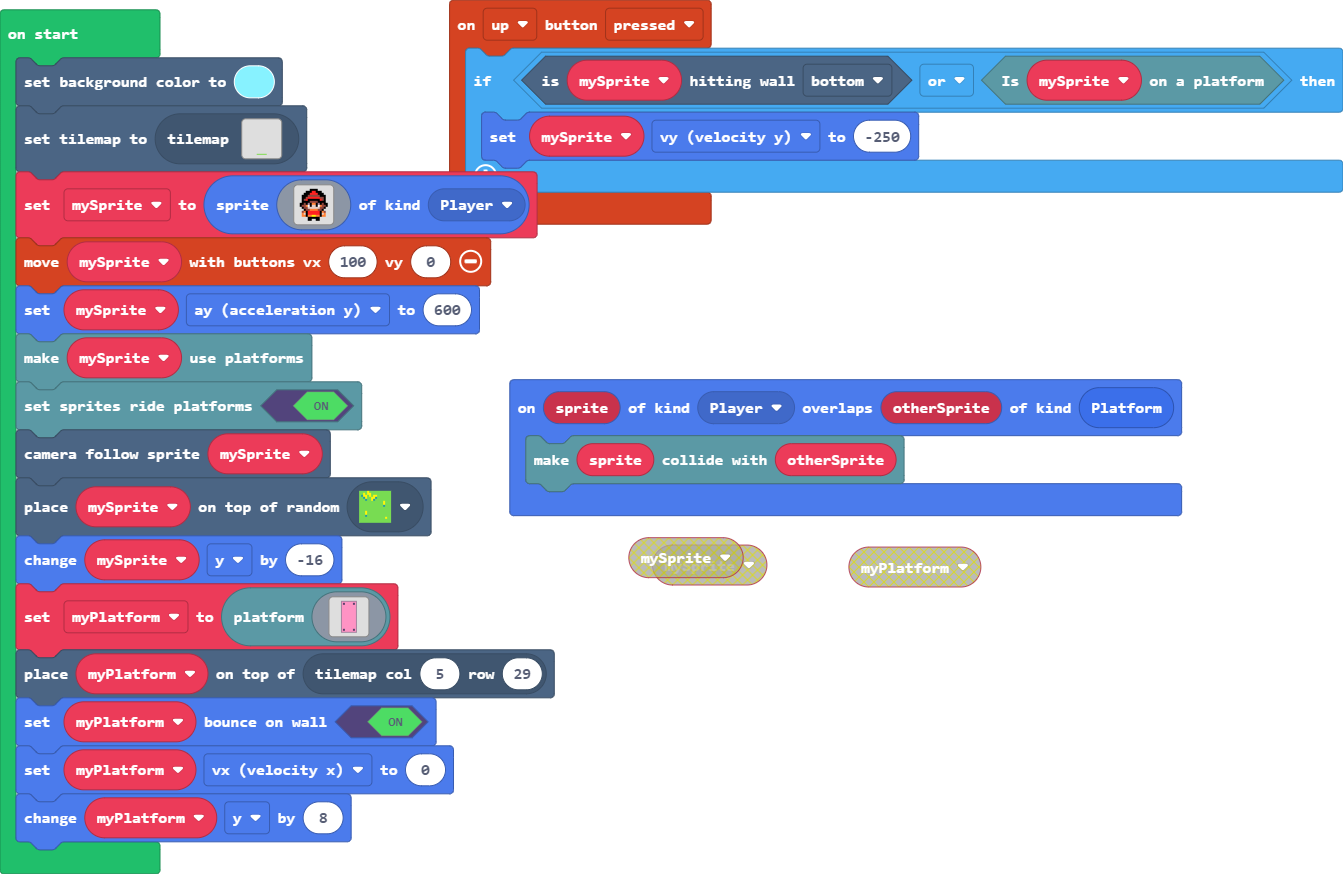 on start
set background color to
set tilemap to tilemap
set mySprite to sprite of kind Player
move mySprite with buttons vx 100 vy 0
set mySprite ay (acceleration y) to 600
make mySprite use platforms
set sprites ride platforms ON
camera follow sprite mySprite
place mySprite on top of random
change mySprite y by -16
set myPlatform to platform
place myPlatform on top of tilemap col 5 row 29
set myPlatform bounce on wall ON
set myPlatform vx (velocity x) to 0
change myPlatform y by 8
on up button pressed
if is mySprite hitting wall bottom or Is mySprite on a platform then
set mySprite vy (velocity y) to -250
on sprite of kind Player overlaps otherSprite of kind Platform
make sprite collide with otherSprite
mySprite
mySprite
myPlatform